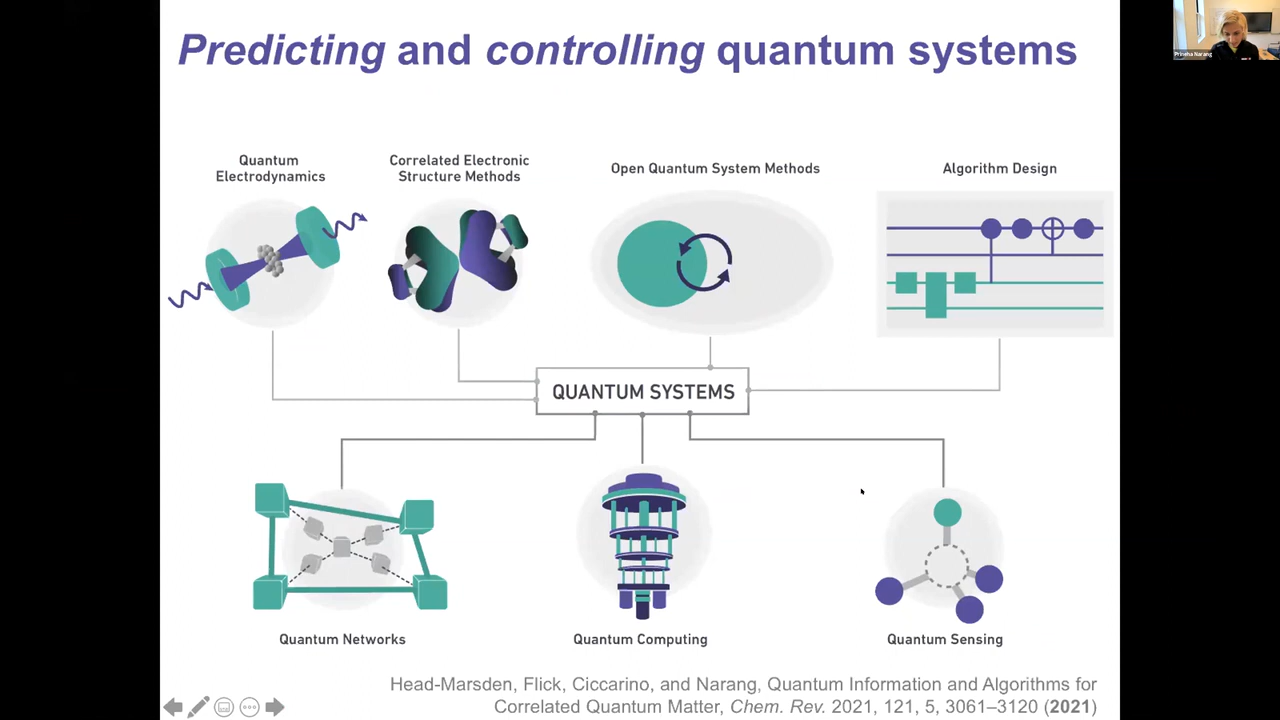 Predicting and controlling quantum systems
Prineha Narang
Quantum
Electrodynamics
Correlated Electronic
Structure Methods
Open Quantum System Methods
Algorithm Design
QUANTUM SYSTEMS
Quantum Networks
Quantum Computing
Quantum Sensing
Head-Marsden, Flick, Ciccarino, and Narang, Quantum Information and Algorithms for
Correlated Quantum Matter, Chem. Rev. 2021, 121, 5, 3061–3120 (2021)